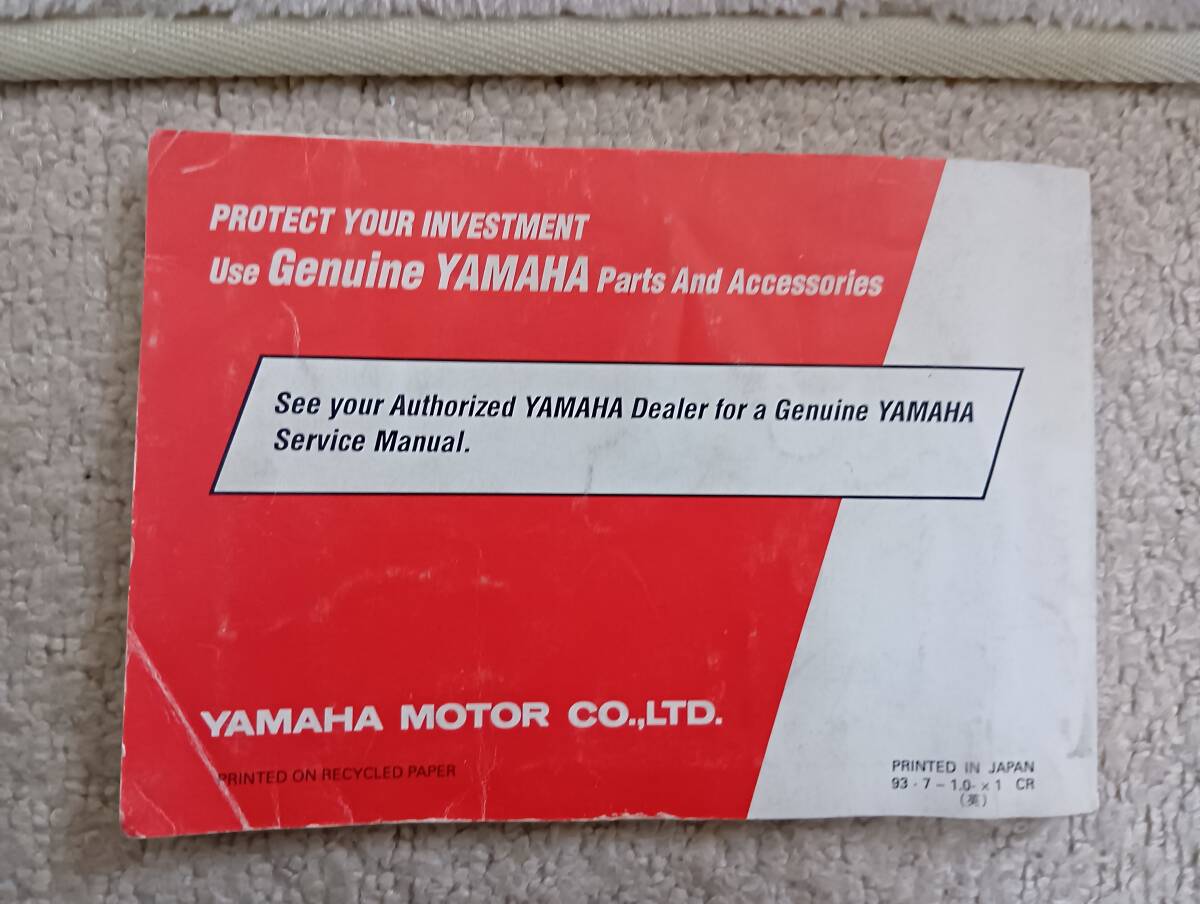 PROTECT YOUR INVESTMENT
Use Genuine YAMAHA Parts And Accessories
See your Authorized YAMAHA Dealer for a Genuine YAMAHA
Service Manual.
YAMAHA MOTOR CO.,LTD.
PRINTED ON RECYCLED PAPER
PRINTED IN JAPAN
93・7－1.0-×1 CR
(英)